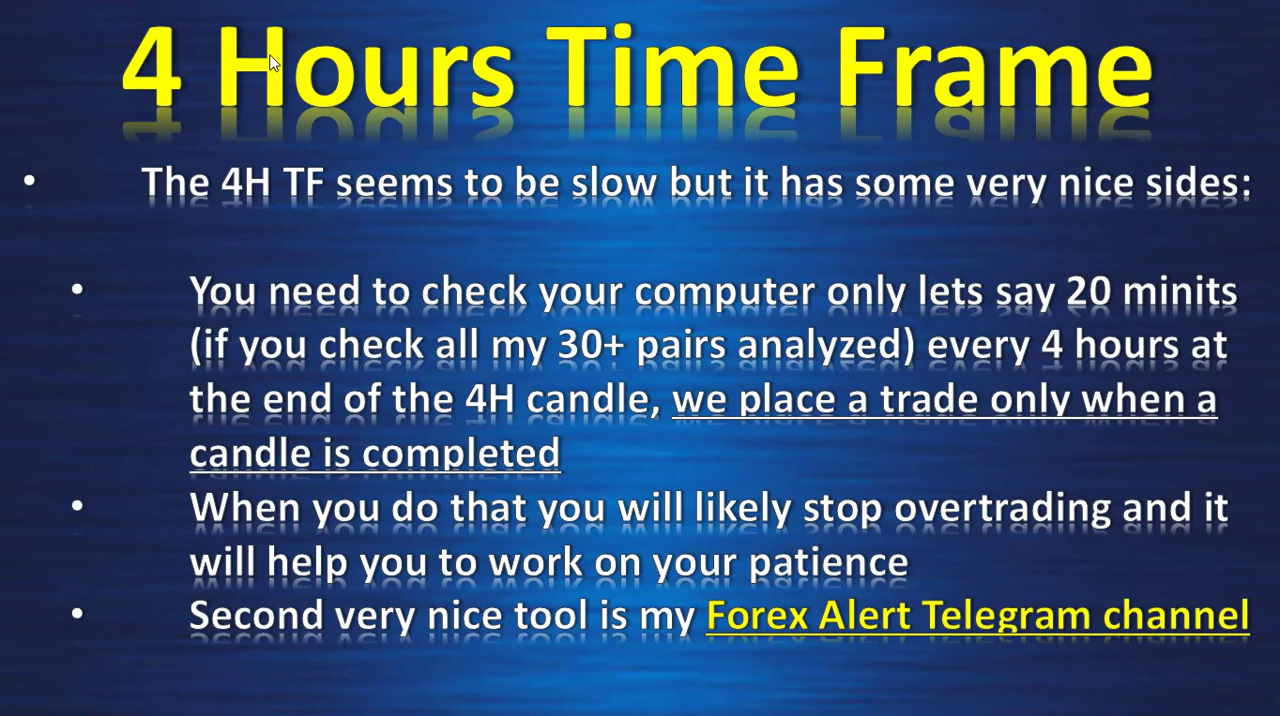 4 Hours Time Frame
• The 4H TF seems to be slow but it has some very nice sides:
• You need to check your computer only lets say 20 minits
(if you check all my 30+ pairs analyzed) every 4 hours at
the end of the 4H candle, we place a trade only when a
candle is completed
• When you do that you will likely stop overtrading and it
will help you to work on your patience
• Second very nice tool is my Forex Alert Telegram channel